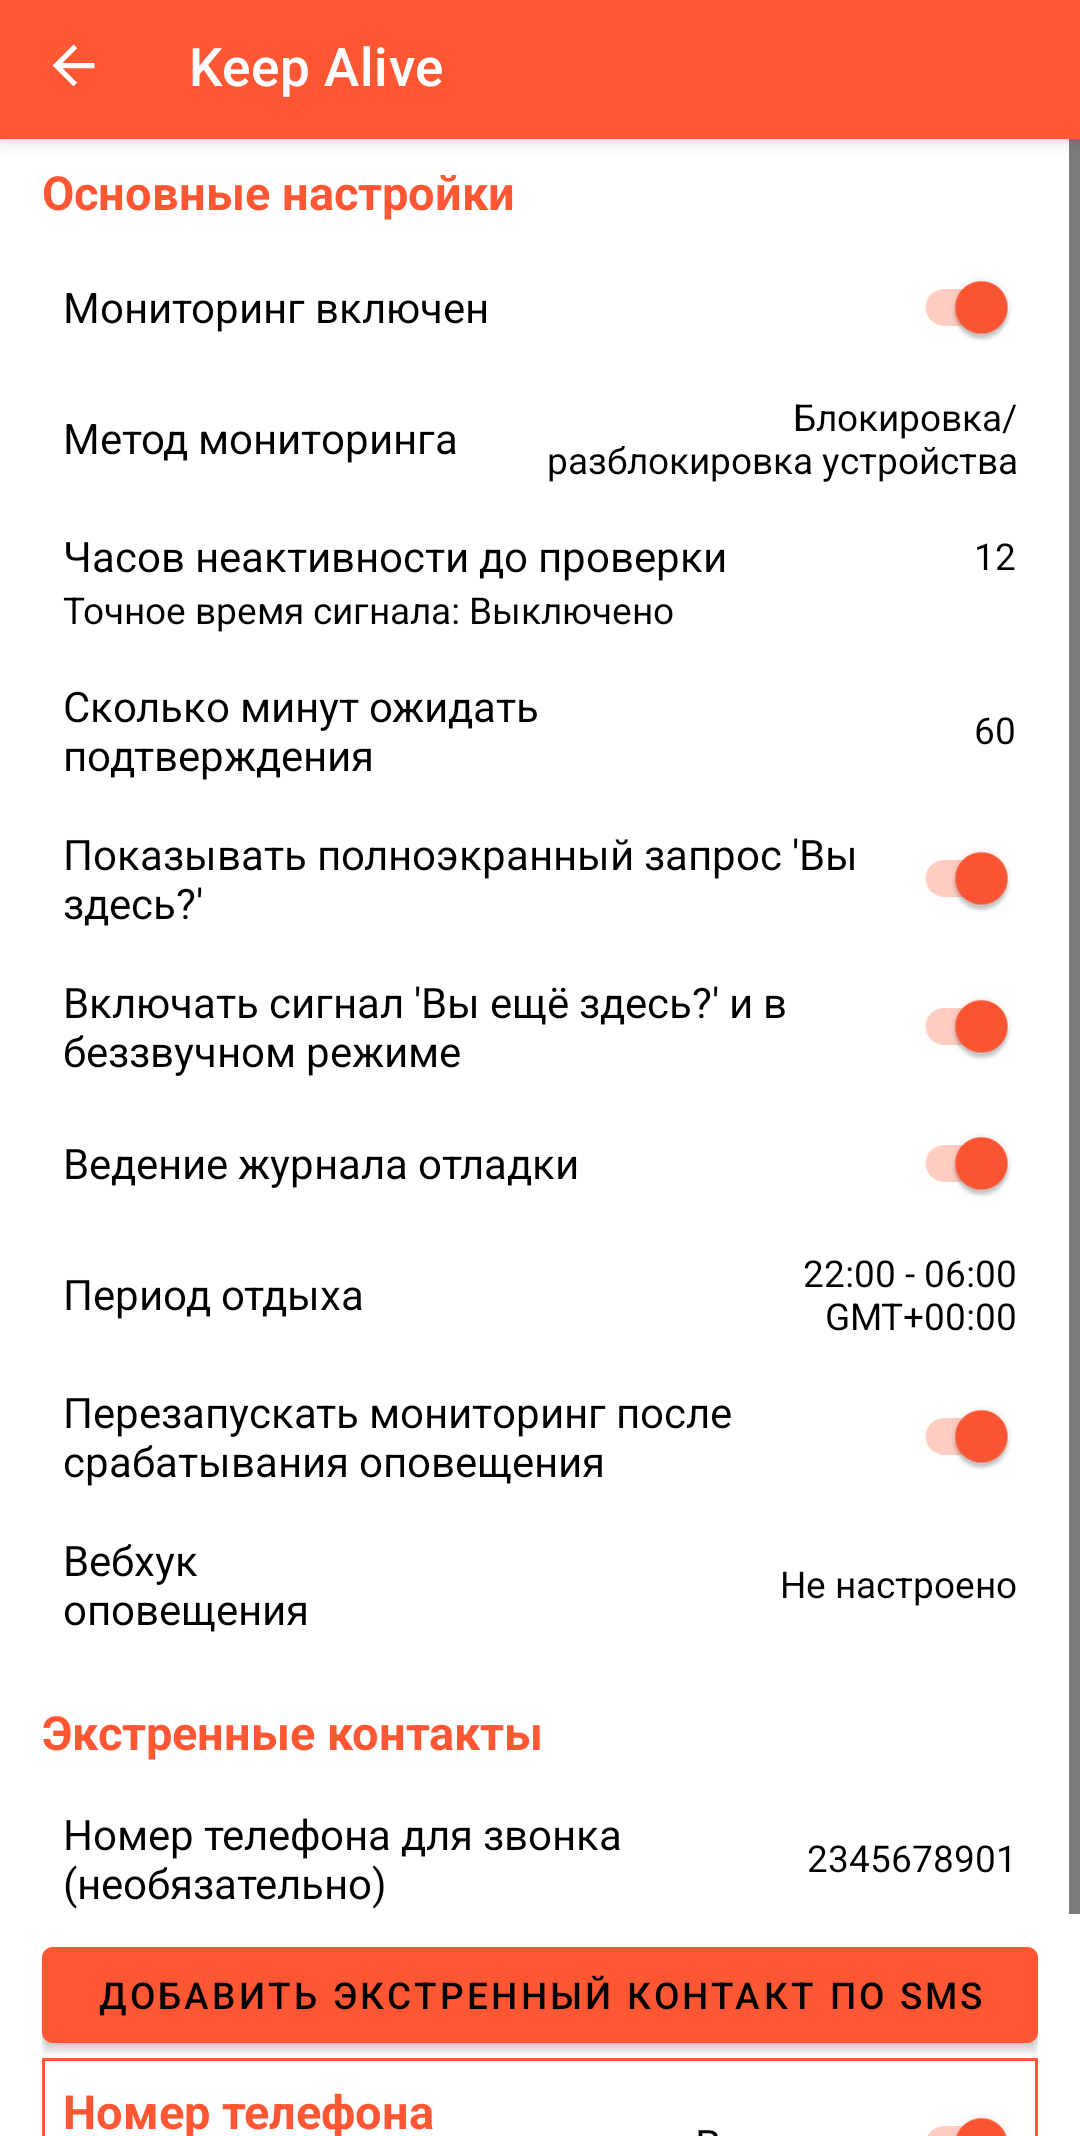 Keep Alive
Основные настройки
Мониторинг включен
Метод мониторинга
Блокировка/
разблокировка устройства
Часов неактивности до проверки
12
Точное время сигнала: Выключено
Сколько минут ожидать
подтверждения
60
Показывать полноэкранный запрос 'Вы
здесь?'
Включать сигнал 'Вы ещё здесь?' и в
беззвучном режиме
Ведение журнала отладки
Период отдыха
22:00 - 06:00
GMT+00:00
Перезапускать мониторинг после
срабатывания оповещения
Вебхук
оповещения
Не настроено
Экстренные контакты
Номер телефона для звонка
(необязательно)
2345678901
ДОБАВИТЬ ЭКСТРЕННЫЙ КОНТАКТ ПО SMS
Номер телефона